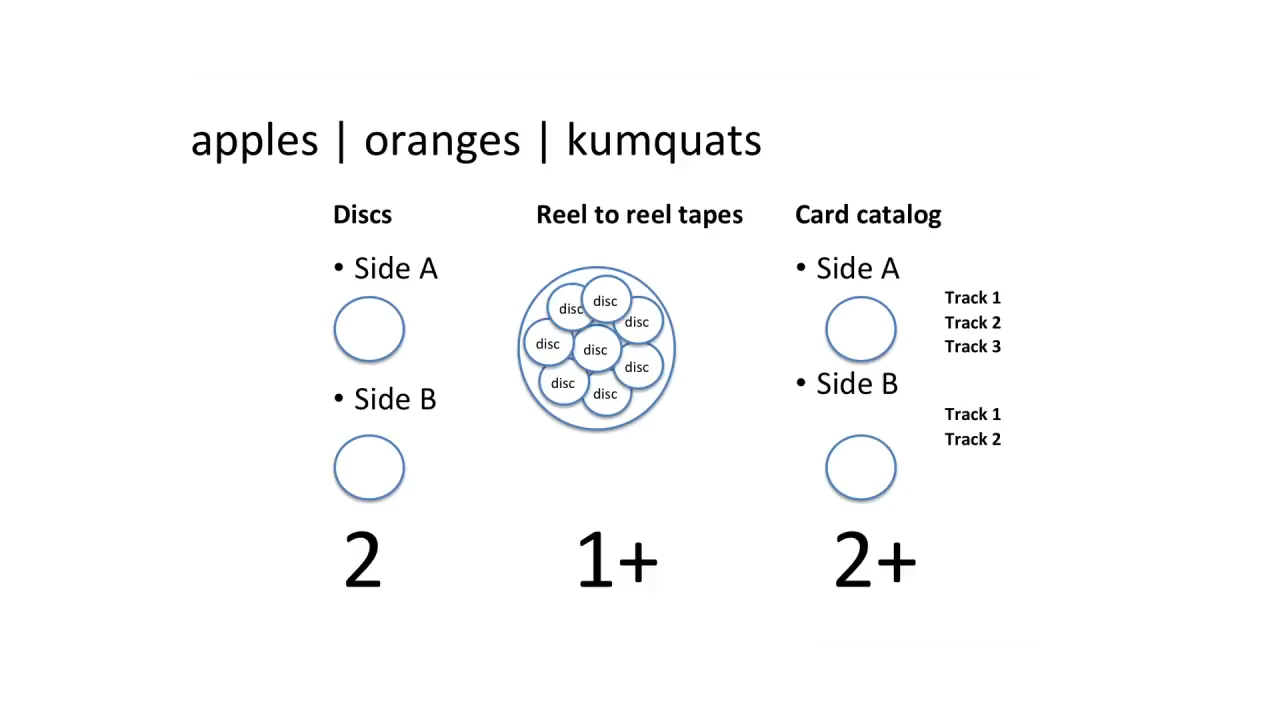 apples | oranges | kumquats
Discs
• Side A
• Side B
2
Reel to reel tapes
disc
disc
disc
disc
disc
disc
disc
disc
1+
Card catalog
• Side A
Track 1
Track 2
Track 3
• Side B
Track 1
Track 2
2+